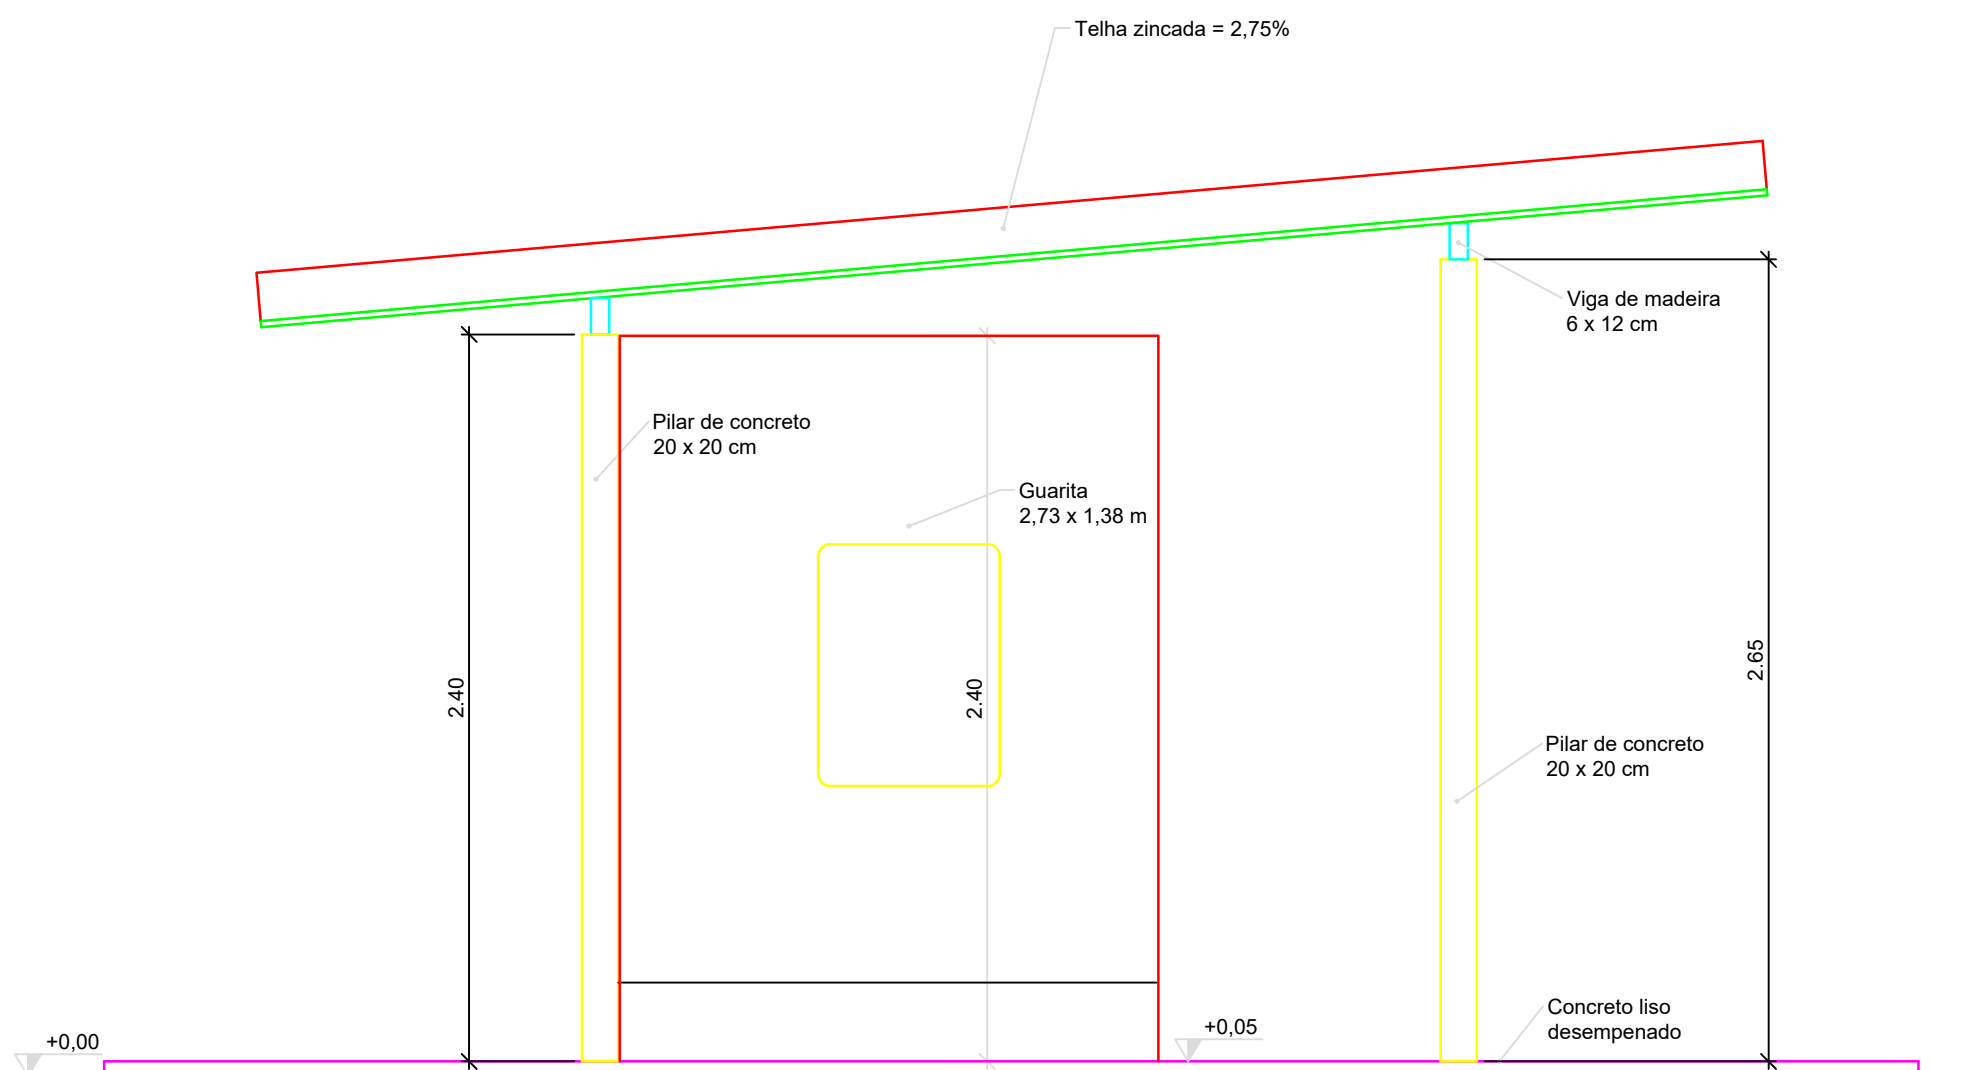 Telha zincada = 2,75%
Viga de madeira
6 x 12 cm
Pilar de concreto
20 x 20 cm
Guarita
2,73 x 1,38 m
2.40
2.40
2.65
Pilar de concreto
20 x 20 cm
Concreto liso
desempenado
+0,05
+0,00